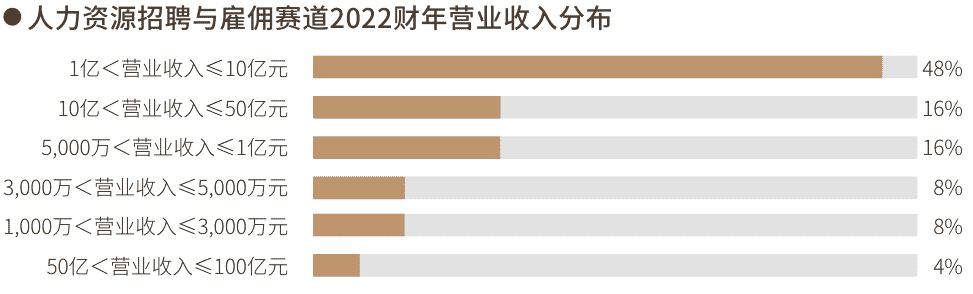 ● 人力资源招聘与雇佣赛道2022财年营业收入分布
1亿＜营业收入≤10亿元 48%
10亿＜营业收入≤50亿元 16%
5,000万＜营业收入≤1亿元 16%
3,000万＜营业收入≤5,000万元 8%
1,000万＜营业收入≤3,000万元 8%
50亿＜营业收入≤100亿元 4%